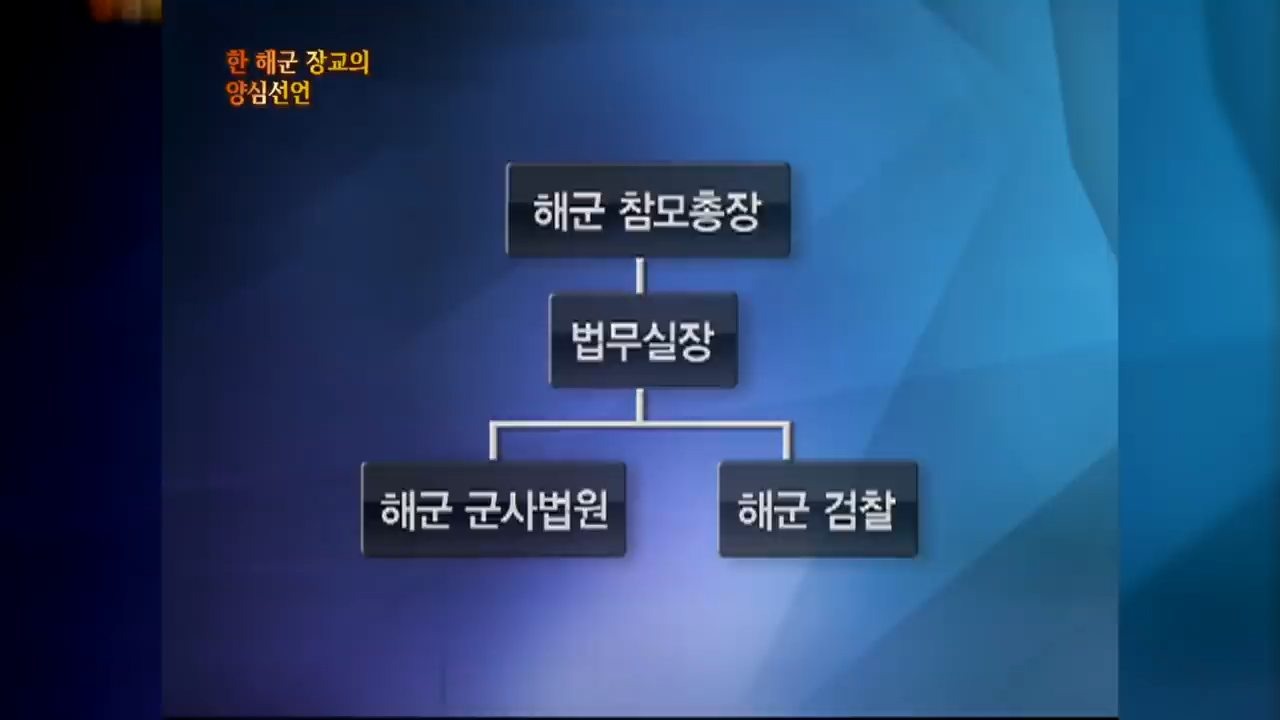 한 해군 장교의
양심선언
해군 참모총장
법무실장
해군 군사법원
해군 검찰